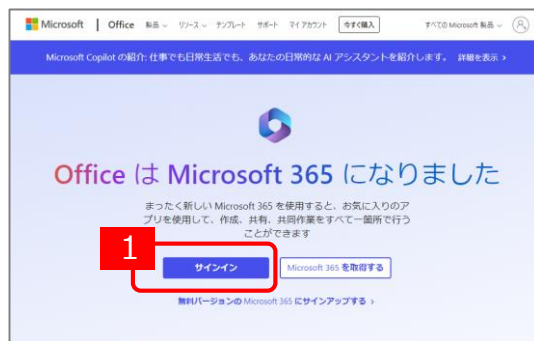 Microsoft | Office 製品 リソース テンプレート サポート マイ アカウント 今すぐ購入 すべての Microsoft 製品
Microsoft Copilot の紹介: 仕事でも日常生活でも、あなたの日常的な AI アシスタントを紹介します。 詳細を表示 >
Office は Microsoft 365 になりました
まったく新しい Microsoft 365 を使用すると、お気に入りのア
プリを使用して、作成、共有、共同作業をすべて一箇所で行う
ことができます
1
サインイン Microsoft 365 を取得する
無料バージョンの Microsoft 365 にサインアップする >